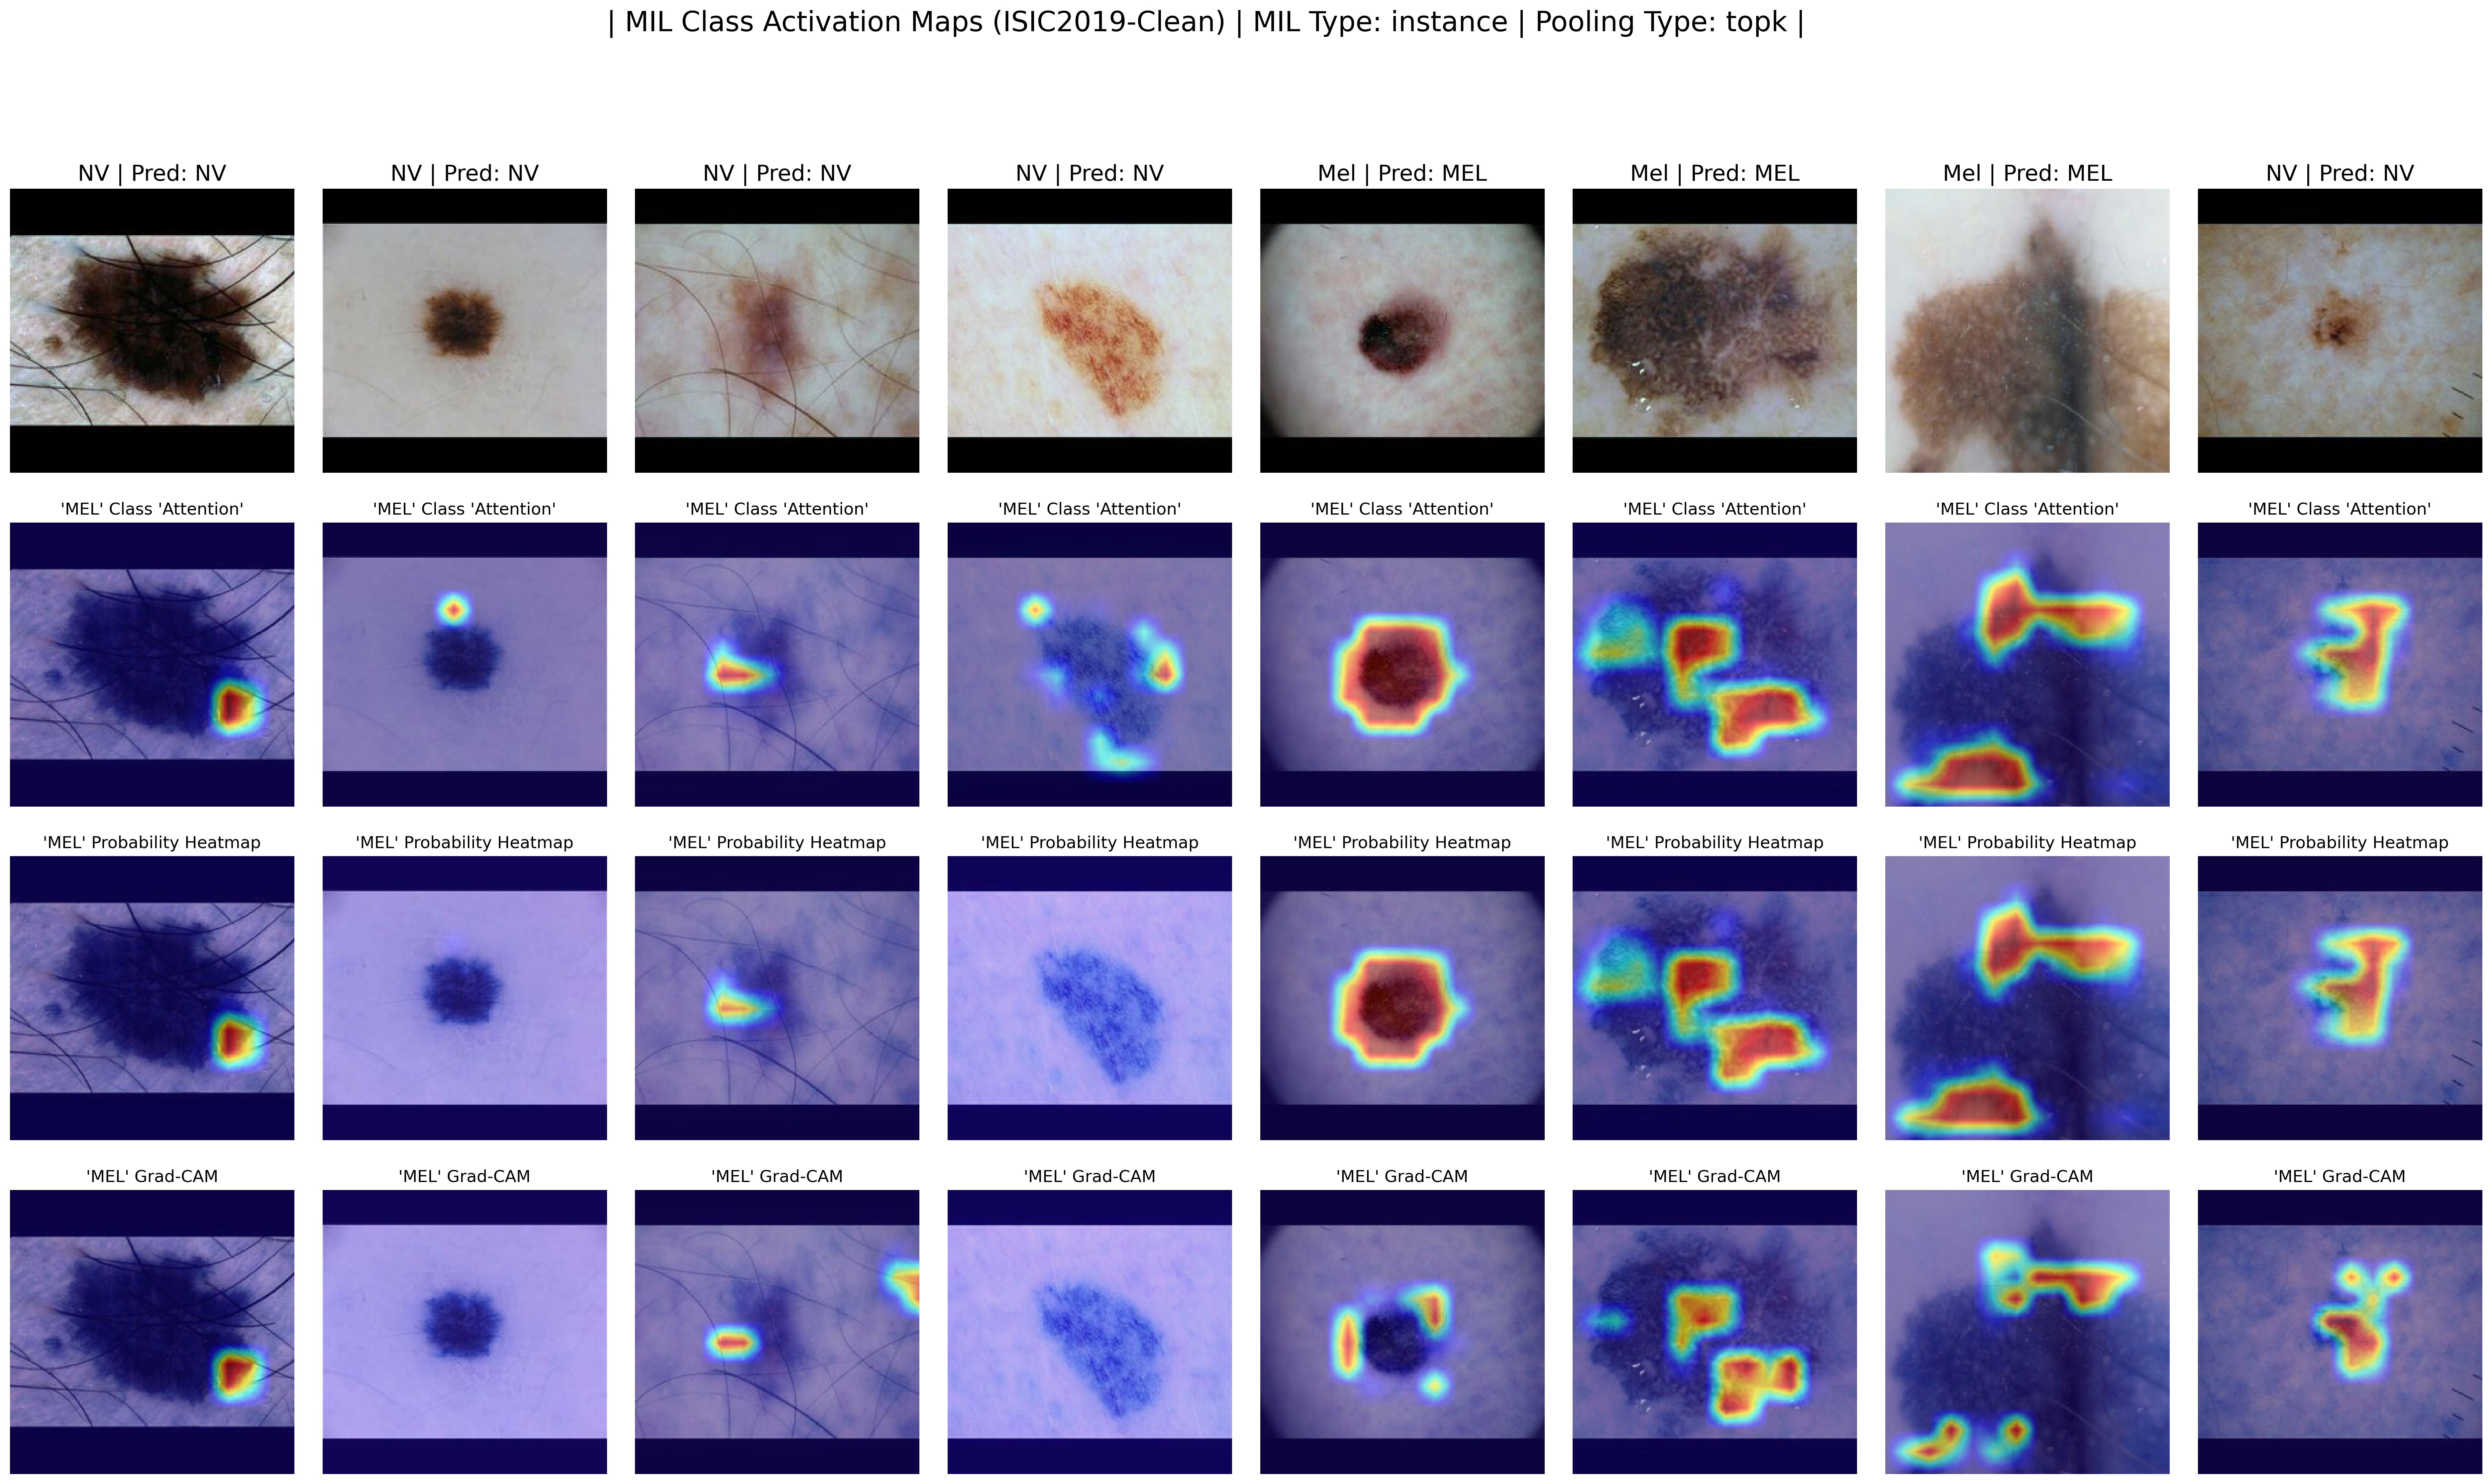 | MIL Class Activation Maps (ISIC2019-Clean) | MIL Type: instance | Pooling Type: topk |
NV | Pred: NV
NV | Pred: NV
NV | Pred: NV
NV | Pred: NV
Mel | Pred: MEL
Mel | Pred: MEL
Mel | Pred: MEL
NV | Pred: NV
'MEL' Class 'Attention'
'MEL' Class 'Attention'
'MEL' Class 'Attention'
'MEL' Class 'Attention'
'MEL' Class 'Attention'
'MEL' Class 'Attention'
'MEL' Class 'Attention'
'MEL' Class 'Attention'
'MEL' Probability Heatmap
'MEL' Probability Heatmap
'MEL' Probability Heatmap
'MEL' Probability Heatmap
'MEL' Probability Heatmap
'MEL' Probability Heatmap
'MEL' Probability Heatmap
'MEL' Probability Heatmap
'MEL' Grad-CAM
'MEL' Grad-CAM
'MEL' Grad-CAM
'MEL' Grad-CAM
'MEL' Grad-CAM
'MEL' Grad-CAM
'MEL' Grad-CAM
'MEL' Grad-CAM